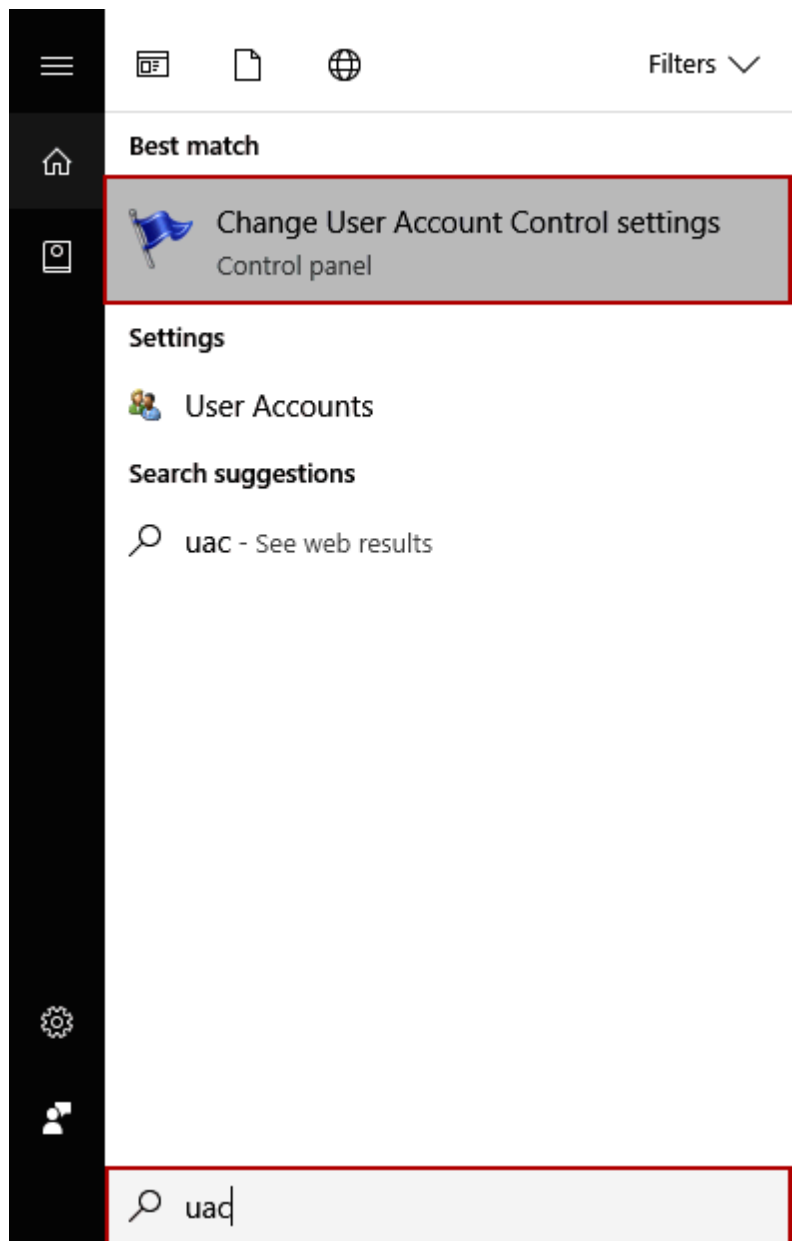 Filters
Best match
Change User Account Control settings
Control panel
Settings
User Accounts
Search suggestions
uac - See web results
uac